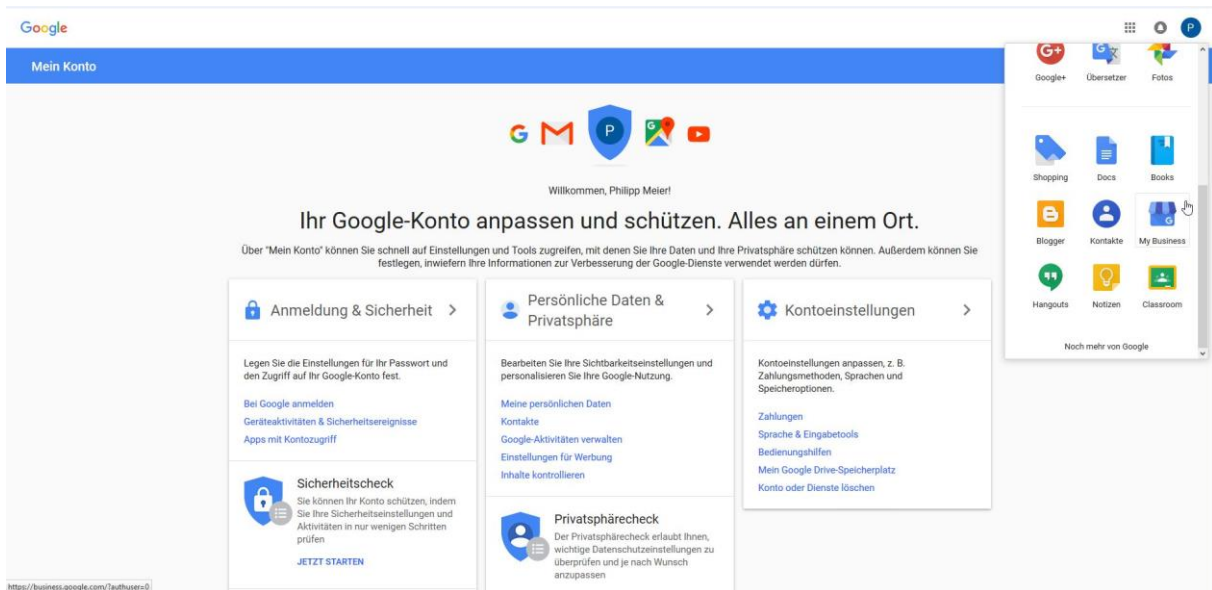 Google
P
Mein Konto
G+
Google+
Übersetzer
Fotos
Shopping
Docs
Books
Blogger
Kontakte
My Business
Hangouts
Notizen
Classroom
Noch mehr von Google
P
Willkommen, Philipp Meier!
Ihr Google-Konto anpassen und schützen. Alles an einem Ort.
Über "Mein Konto" können Sie schnell auf Einstellungen und Tools zugreifen, mit denen Sie Ihre Daten und Ihre Privatsphäre schützen können. Außerdem können Sie
festlegen, inwiefern Ihre Informationen zur Verbesserung der Google-Dienste verwendet werden dürfen.
Anmeldung & Sicherheit
Legen Sie die Einstellungen für Ihr Passwort und
den Zugriff auf Ihr Google-Konto fest.
Bei Google anmelden
Geräteaktivitäten & Sicherheitsereignisse
Apps mit Kontozugriff
Sicherheitscheck
Sie können Ihr Konto schützen, indem
Sie Ihre Sicherheitseinstellungen und
Aktivitäten in nur wenigen Schritten
prüfen
JETZT STARTEN
Persönliche Daten &
Privatsphäre
Bearbeiten Sie Ihre Sichtbarkeitseinstellungen und
personalisieren Sie Ihre Google-Nutzung.
Meine persönlichen Daten
Kontakte
Google-Aktivitäten verwalten
Einstellungen für Werbung
Inhalte kontrollieren
Privatsphärecheck
Der Privatsphärecheck erlaubt Ihnen,
wichtige Datenschutzeinstellungen zu
überprüfen und je nach Wunsch
anzupassen
Kontoeinstellungen
Kontoeinstellungen anpassen, z. B.
Zahlungsmethoden, Sprachen und
Speicheroptionen.
Zahlungen
Sprache & Eingabetools
Bedienungshilfen
Mein Google Drive-Speicherplatz
Konto oder Dienste löschen
https://business.google.com/?authuser=0